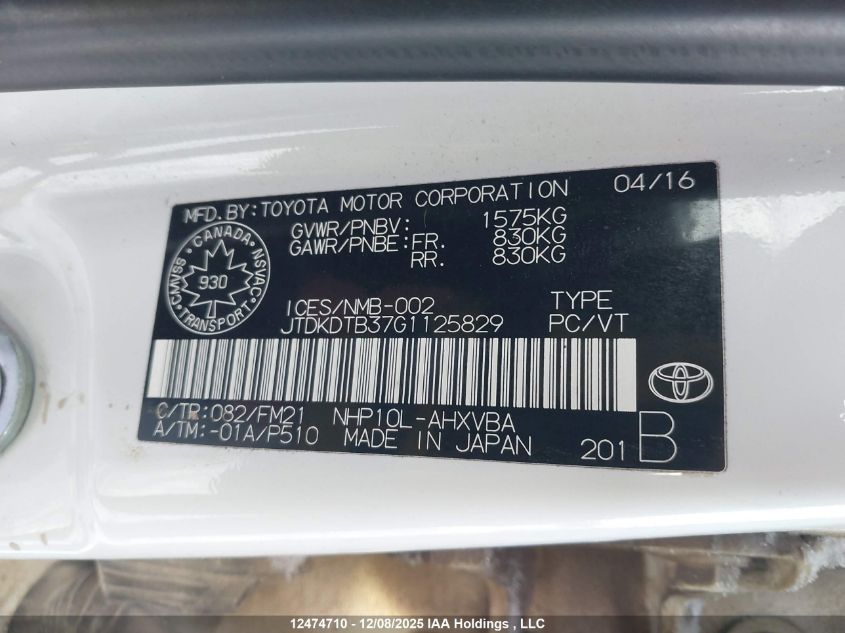 MFD.BY:TOYOTA MOTOR CORPORATION 04/16
GVWR/PNBV: 1575KG
GAWR/PNBE:FR. 830KG
RR. 830KG
CANADA
CMVSS NSVAC
930
TRANSPORT
ICES/NMB-002 TYPE
JTDKDTB37G1125829 PC/VT
C/TR:082/FM21 NHP10L-AHXVBA
A/TM:-01A/P510 MADE IN JAPAN 201 B
12474710 - 12/08/2025 IAA Holdings , LLC